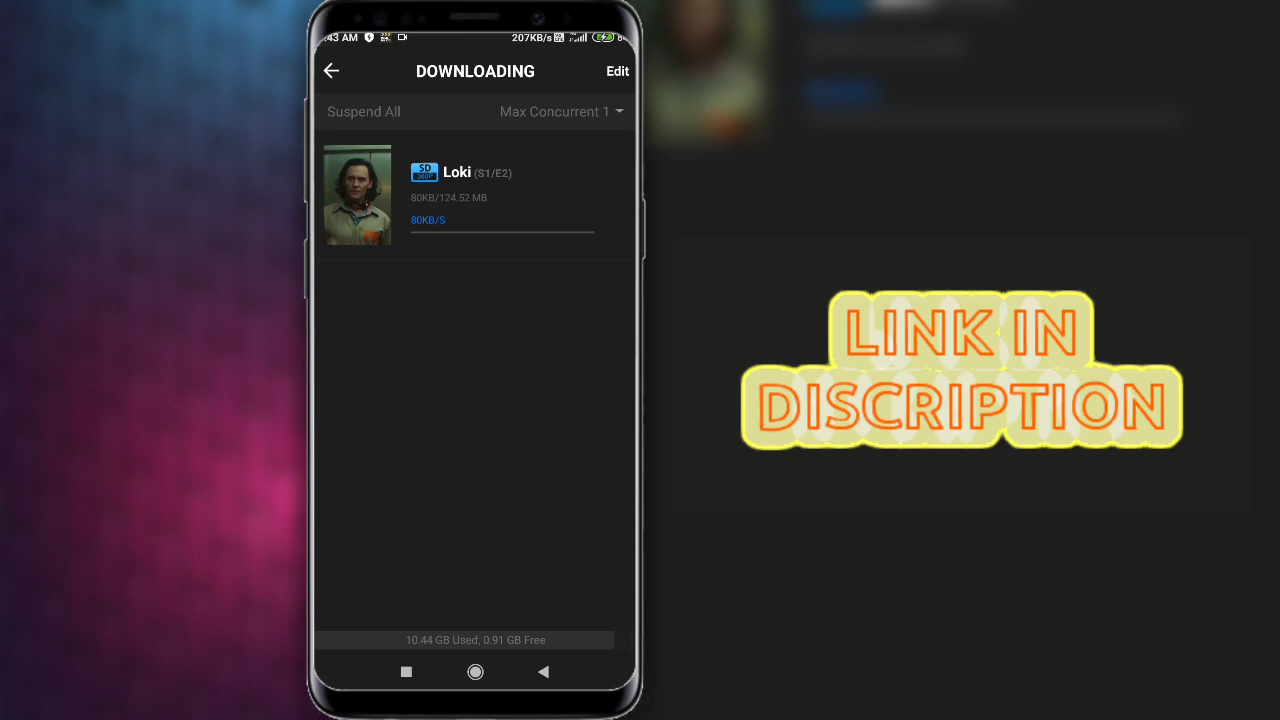 :43 AM
207KB/s
DOWNLOADING
Edit
Suspend All
Max Concurrent 1
SD
360P
Loki (S1/E2)
80KB/124.52 MB
80KB/S
LINK IN
DISCRIPTION
10.44 GB Used, 0.91 GB Free